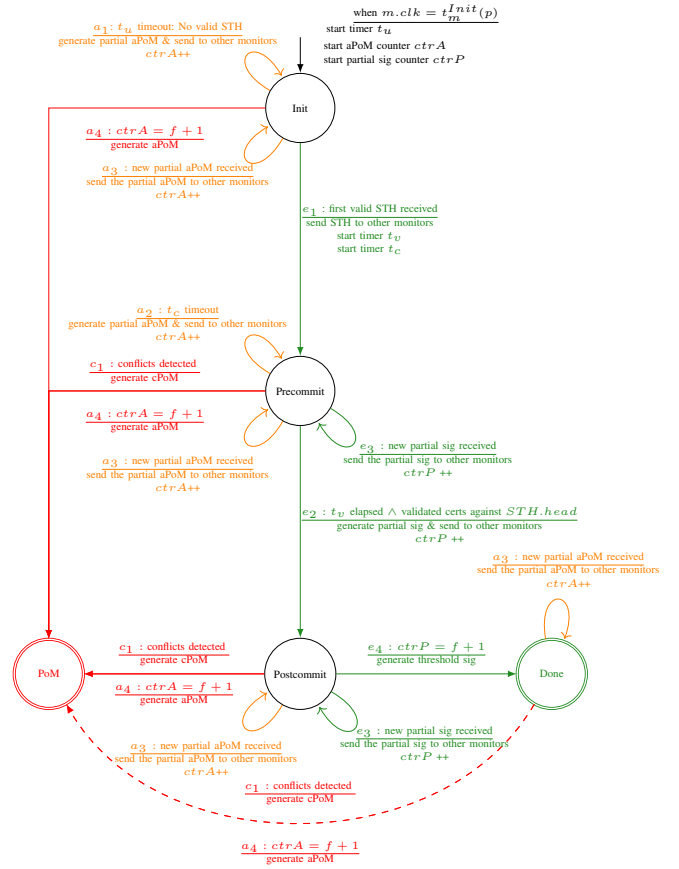 when m.clk = t_m^Init(p)
start timer t_u
start aPoM counter ctrA
start partial sig counter ctrP
a_1: t_u timeout: No valid STH
generate partial aPoM & send to other monitors
ctrA++
Init
a_4 : ctrA = f + 1
generate aPoM
a_3 : new partial aPoM received
send the partial aPoM to other monitors
ctrA++
e_1 : first valid STH received
send STH to other monitors
start timer t_v
start timer t_c
a_2 : t_c timeout
generate partial aPoM & send to other monitors
ctrA++
c_1 : conflicts detected
generate cPoM
Precommit
a_4 : ctrA = f + 1
generate aPoM
a_3 : new partial aPoM received
send the partial aPoM to other monitors
ctrA++
e_3 : new partial sig received
send the partial sig to other monitors
ctrP ++
e_2 : t_v elapsed ∧ validated certs against STH.head
generate partial sig & send to other monitors
ctrP ++
a_3 : new partial aPoM received
send the partial aPoM to other monitors
ctrA++
PoM
c_1 : conflicts detected
generate cPoM
a_4 : ctrA = f + 1
generate aPoM
Postcommit
e_4 : ctrP = f + 1
generate threshold sig
Done
a_3 : new partial aPoM received
send the partial aPoM to other monitors
ctrA++
e_3 : new partial sig received
send the partial sig to other monitors
ctrP ++
c_1 : conflicts detected
generate cPoM
a_4 : ctrA = f + 1
generate aPoM